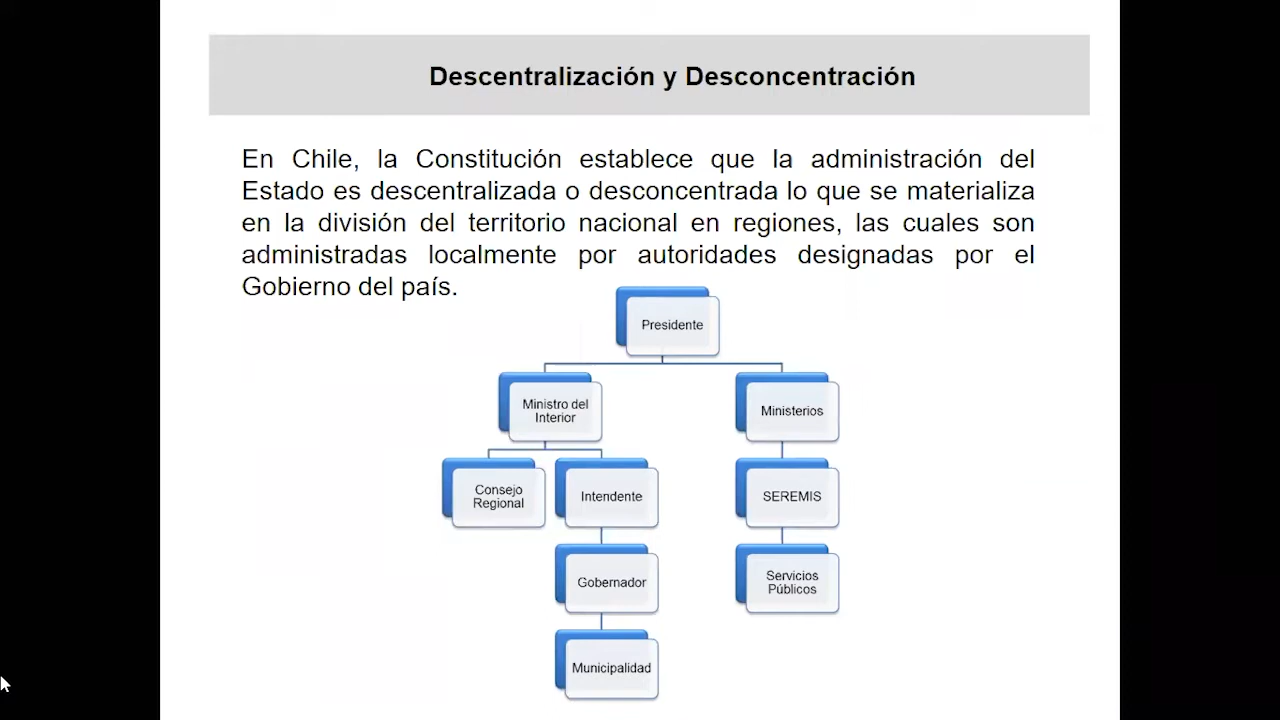 Descentralización y Desconcentración
En Chile, la Constitución establece que la administración del
Estado es descentralizada o desconcentrada lo que se materializa
en la división del territorio nacional en regiones, las cuales son
administradas localmente por autoridades designadas por el
Gobierno del país.
Presidente
Ministro del
Interior
Ministerios
Consejo
Regional
Intendente
SEREMIS
Gobernador
Servicios
Públicos
Municipalidad